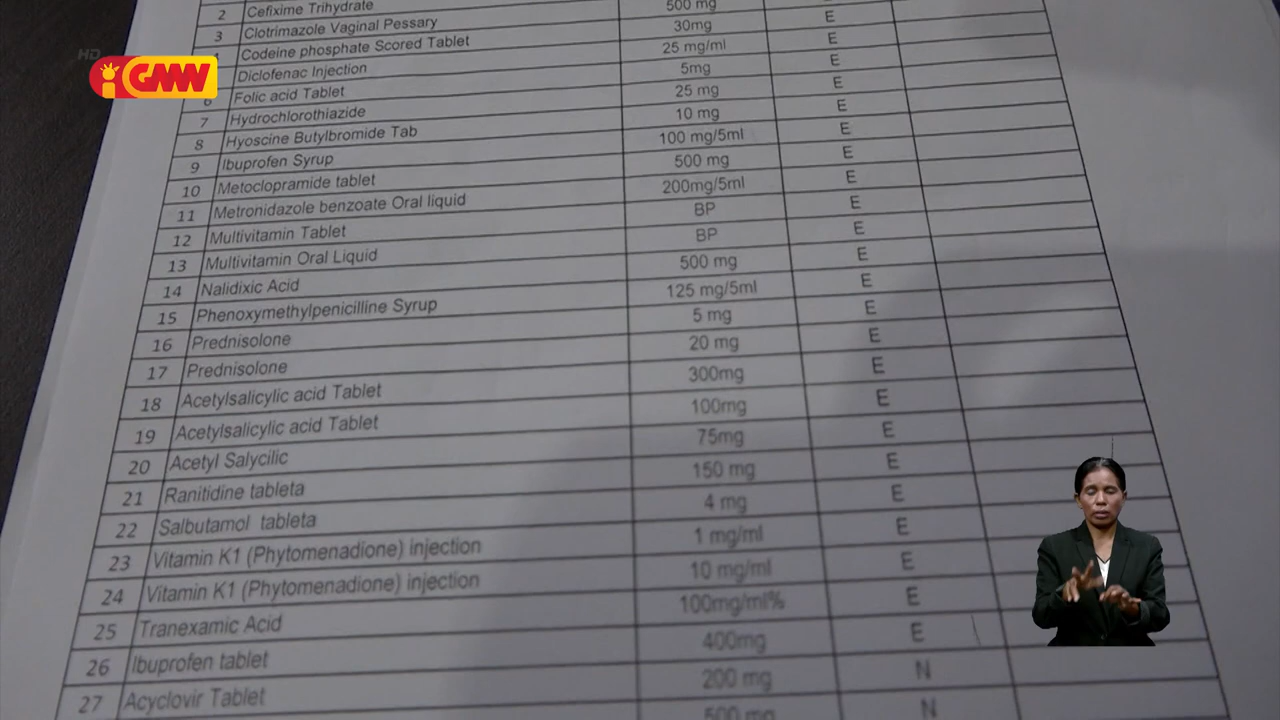 HD
iGMN
2 Cefixime Trihydrate
3 Clotrimazole Vaginal Pessary 500 mg
Codeine phosphate Scored Tablet 30mg E
Diclofenac Injection 25 mg/ml E
6 Folic acid Tablet 5mg E
7 Hydrochlorothiazide 25 mg E
8 Hyoscine Butylbromide Tab 10 mg E
9 Ibuprofen Syrup 100 mg/5ml E
10 Metoclopramide tablet 500 mg E
11 Metronidazole benzoate Oral liquid 200mg/5ml E
12 Multivitamin Tablet BP E
13 Multivitamin Oral Liquid BP E
14 Nalidixic Acid 500 mg E
15 Phenoxymethylpenicilline Syrup 125 mg/5ml E
16 Prednisolone 5 mg E
17 Prednisolone 20 mg E
18 Acetylsalicylic acid Tablet 300mg E
19 Acetylsalicylic acid Tablet 100mg E
20 Acetyl Salycilic 75mg E
21 Ranitidine tableta 150 mg E
22 Salbutamol tableta 4 mg E
23 Vitamin K1 (Phytomenadione) injection 1 mg/ml E
24 Vitamin K1 (Phytomenadione) injection 10 mg/ml E
25 Tranexamic Acid 100mg/ml% E
26 Ibuprofen tablet 400mg E
27 Acyclovir Tablet 200 mg N
500 mg N